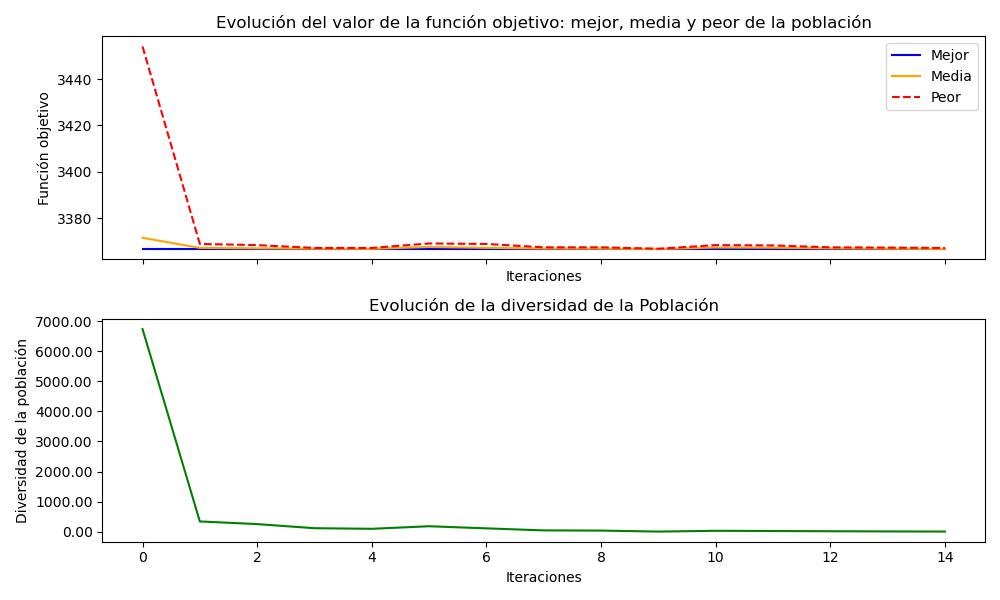 Evolución del valor de la función objetivo: mejor, media y peor de la población
Función objetivo
3440
3420
3400
3380
Mejor
Media
Peor
Iteraciones
Evolución de la diversidad de la Población
Diversidad de la población
7000.00
6000.00
5000.00
4000.00
3000.00
2000.00
1000.00
0.00
0 2 4 6 8 10 12 14
Iteraciones